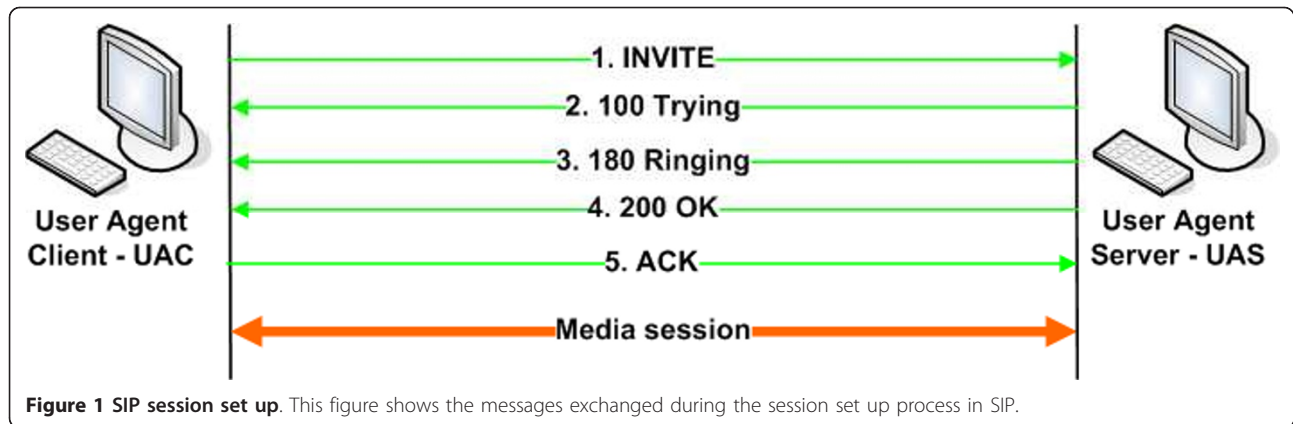 1. INVITE
2. 100 Trying
3. 180 Ringing
4. 200 OK
5. ACK
Media session
User Agent
Client - UAC
User Agent
Server - UAS
Figure 1 SIP session set up. This figure shows the messages exchanged during the session set up process in SIP.